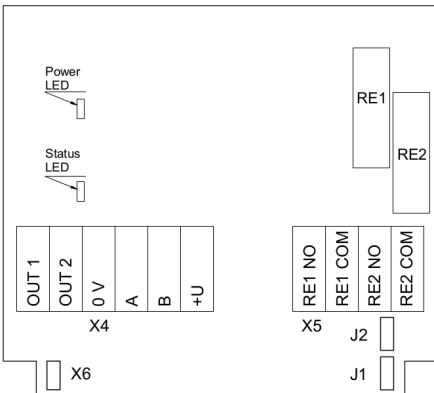 Power
LED
RE1
RE2
Status
LED
OUT 1
OUT 2
0 V
A
B
+U
RE1 NO
RE1 COM
RE2 NO
RE2 COM
X4
X5
J2
X6
J1